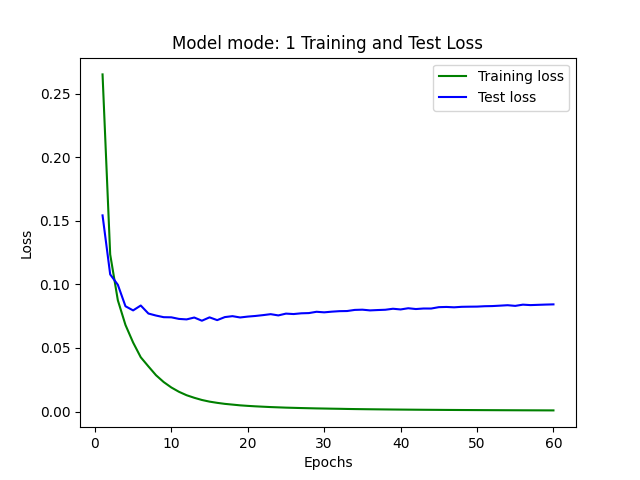 Model mode: 1 Training and Test Loss
Training loss
Test loss
Loss
0.25
0.20
0.15
0.10
0.05
0.00
0 10 20 30 40 50 60
Epochs